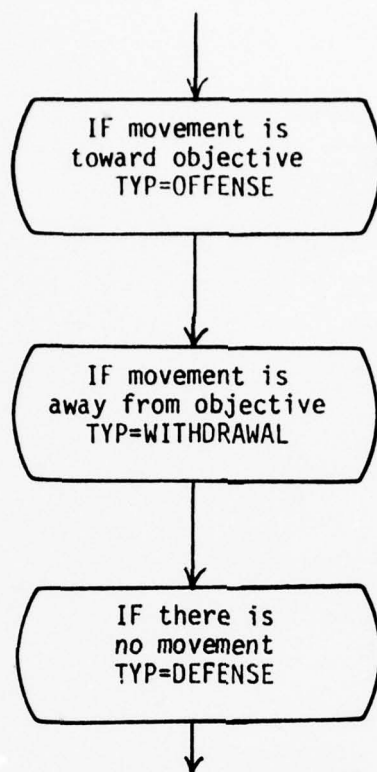 IF movement is
toward objective
TYP=OFFENSE
IF movement is
away from objective
TYP=WITHDRAWAL
IF there is
no movement
TYP=DEFENSE